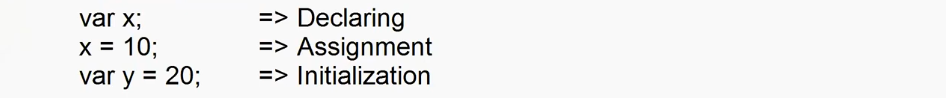 var x; => Declaring
x = 10; => Assignment
var y = 20; => Initialization